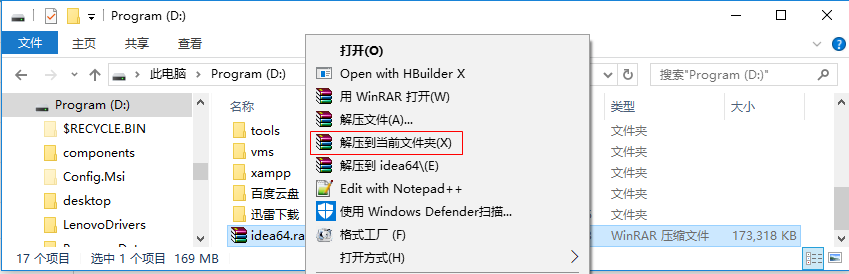 Program (D:)
文件
主页
共享
查看
此电脑
Program (D:)
搜索"Program (D:)"
Program (D:)
$RECYCLE.BIN
components
Config.Msi
desktop
LenovoDrivers
名称
类型
大小
tools
文件夹
vms
文件夹
xampp
文件夹
百度云盘
文件夹
迅雷下载
文件夹
idea64.ra
WinRAR 压缩文件
173,318 KB
打开(O)
Open with HBuilder X
用 WinRAR 打开(W)
解压文件(A)...
解压到当前文件夹(X)
解压到 idea64\(E)
Edit with Notepad++
使用 Windows Defender扫描...
格式工厂 (F)
打开方式(H)
17 个项目
选中 1 个项目
169 MB